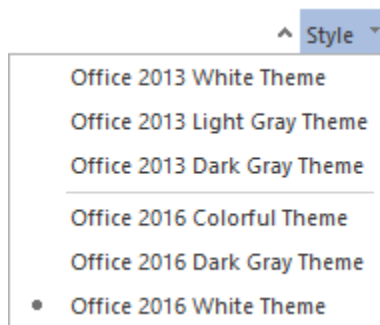 Style
Office 2013 White Theme
Office 2013 Light Gray Theme
Office 2013 Dark Gray Theme
Office 2016 Colorful Theme
Office 2016 Dark Gray Theme
Office 2016 White Theme